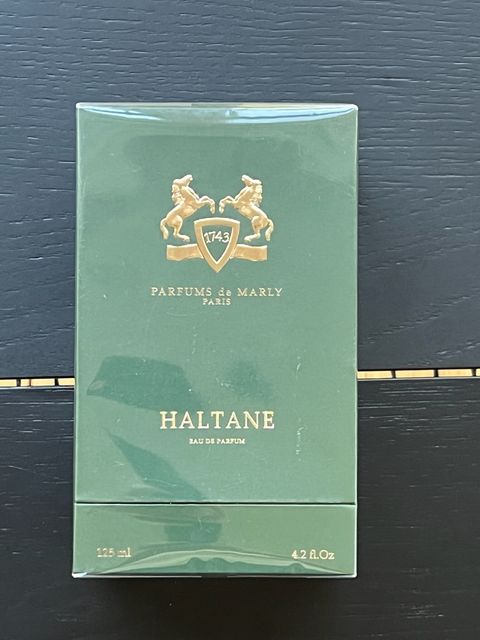 1743
PARFUMS de MARLY
PARIS
HALTANE
EAU DE PARFUM
125 ml 4.2 fl.Oz